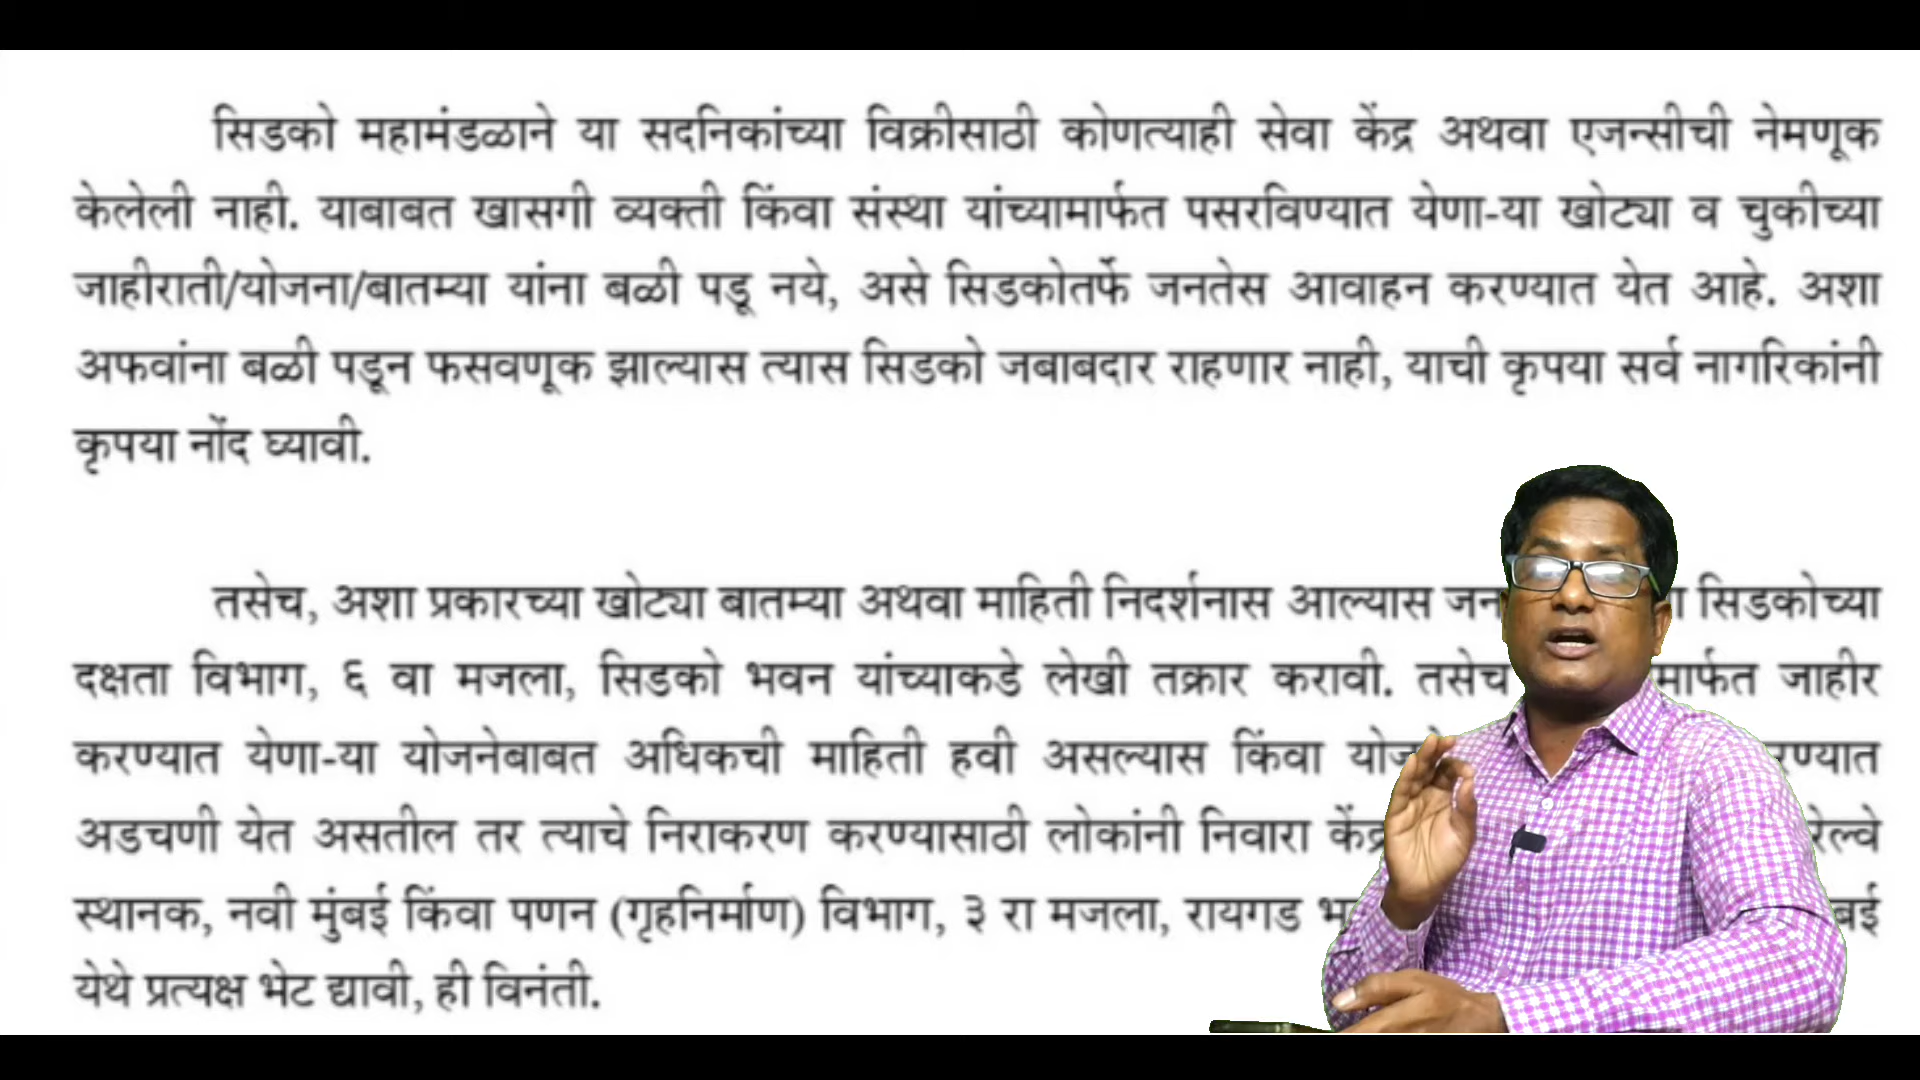 सिडको महामंडळाने या सदनिकांच्या विक्रीसाठी कोणत्याही सेवा केंद्र अथवा एजन्सीची नेमणूक
केलेली नाही. याबाबत खासगी व्यक्ती किंवा संस्था यांच्यामार्फत पसरविण्यात येणा-या खोट्या व चुकीच्या
जाहीराती/योजना/बातम्या यांना बळी पडू नये, असे सिडकोतर्फे जनतेस आवाहन करण्यात येत आहे. अशा
अफवांना बळी पडून फसवणूक झाल्यास त्यास सिडको जबाबदार राहणार नाही, याची कृपया सर्व नागरिकांनी
कृपया नोंद घ्यावी.
तसेच, अशा प्रकारच्या खोट्या बातम्या अथवा माहिती निदर्शनास आल्यास सिडकोच्या
दक्षता विभाग, ६ वा मजला, सिडको भवन यांच्याकडे लेखी तक्रार करावी. तसेच मार्फत जाहीर
करण्यात येणा-या योजनेबाबत अधिकची माहिती हवी असल्यास किंवा
अडचणी येत असतील तर त्याचे निराकरण करण्यासाठी लोकांनी निवारा केंद्र रेल्वे
स्थानक, नवी मुंबई किंवा पणन (गृहनिर्माण) विभाग, ३ रा मजला, रायगड
येथे प्रत्यक्ष भेट द्यावी, ही विनंती.